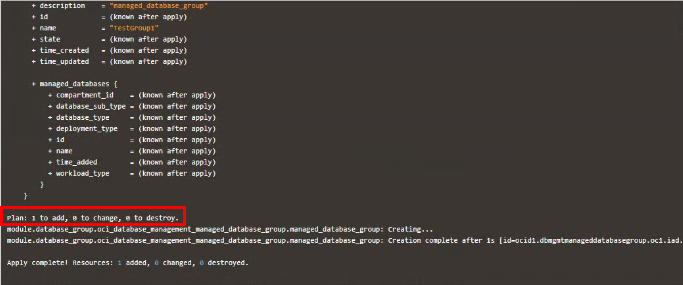 + description = "managed_database_group"
+ id = (known after apply)
+ name = "TestGroup1"
+ state = (known after apply)
+ time_created = (known after apply)
+ time_updated = (known after apply)
+ managed_databases {
+ compartment_id = (known after apply)
+ database_sub_type = (known after apply)
+ database_type = (known after apply)
+ deployment_type = (known after apply)
+ id = (known after apply)
+ name = (known after apply)
+ time_added = (known after apply)
+ workload_type = (known after apply)
}
}
Plan: 1 to add, 0 to change, 0 to destroy.
module.database_group.oci_database_management_managed_database_group.managed_database_group: Creating...
module.database_group.oci_database_management_managed_database_group.managed_database_group: Creation complete after 1s [id=ocid1.dbmgmtmanageddatabasegroup.oc1.iad.
Apply complete! Resources: 1 added, 0 changed, 0 destroyed.